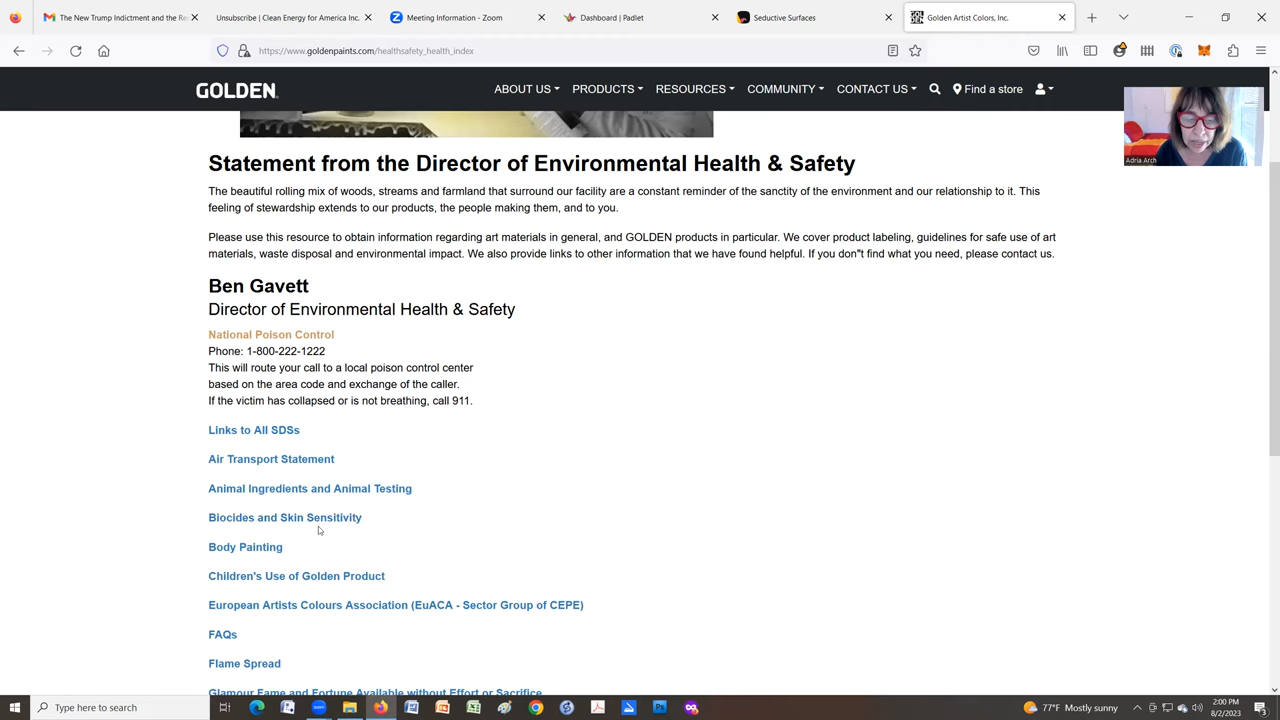 The New Trump Indictment and the Re
Unsubscribe | Clean Energy for America Inc.
Meeting Information - Zoom
Dashboard | Padlet
Seductive Surfaces
Golden Artist Colors, Inc.
https://www.goldenpaints.com/healthsafety_health_index
GOLDEN
ABOUT US
PRODUCTS
RESOURCES
COMMUNITY
CONTACT US
Find a store
Adria Arch
Statement from the Director of Environmental Health & Safety
The beautiful rolling mix of woods, streams and farmland that surround our facility are a constant reminder of the sanctity of the environment and our relationship to it. This
feeling of stewardship extends to our products, the people making them, and to you.
Please use this resource to obtain information regarding art materials in general, and GOLDEN products in particular. We cover product labeling, guidelines for safe use of art
materials, waste disposal and environmental impact. We also provide links to other information that we have found helpful. If you don"t find what you need, please contact us.
Ben Gavett
Director of Environmental Health & Safety
National Poison Control
Phone: 1-800-222-1222
This will route your call to a local poison control center
based on the area code and exchange of the caller.
If the victim has collapsed or is not breathing, call 911.
Links to All SDSs
Air Transport Statement
Animal Ingredients and Animal Testing
Biocides and Skin Sensitivity
Body Painting
Children's Use of Golden Product
European Artists Colours Association (EuACA - Sector Group of CEPE)
FAQs
Flame Spread
Glamour Fame and Fortune Available without Effort or Sacrifice
Type here to search
77°F Mostly sunny
2:00 PM
8/2/2023